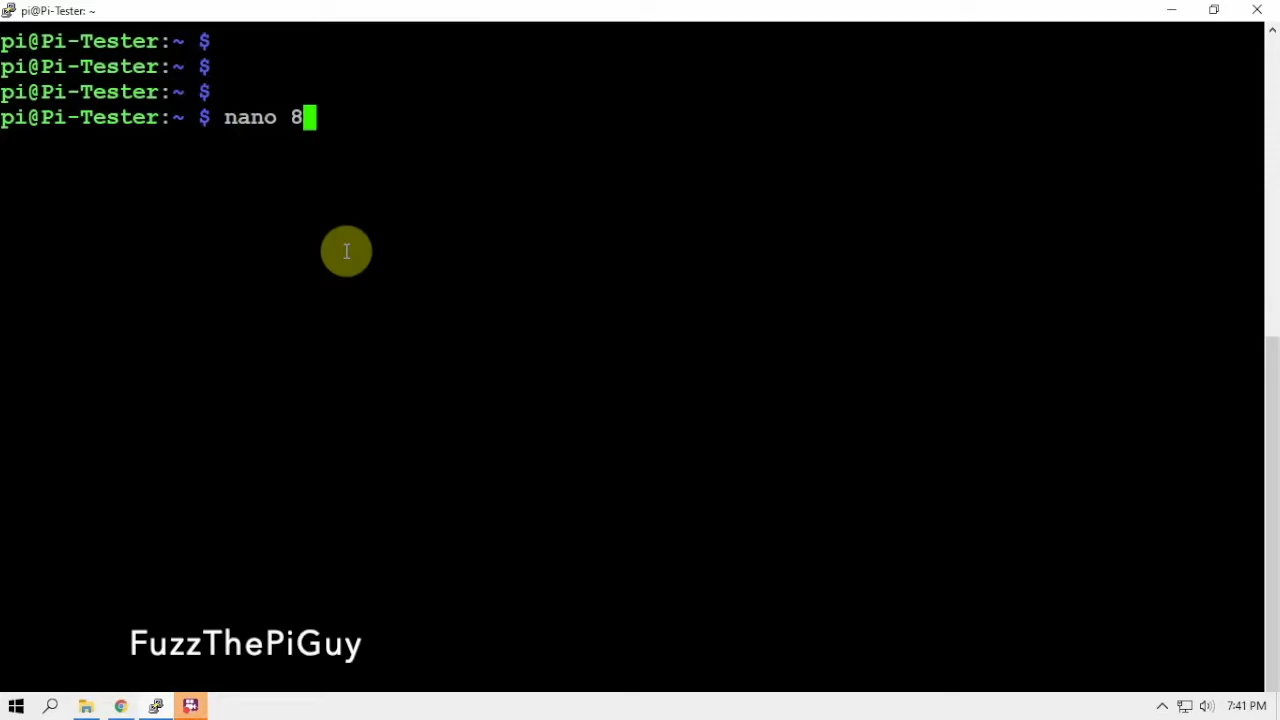 pi@Pi-Tester: ~
pi@Pi-Tester:~ $
pi@Pi-Tester:~ $
pi@Pi-Tester:~ $
pi@Pi-Tester:~ $ nano 8
FuzzThePiGuy
7:41 PM